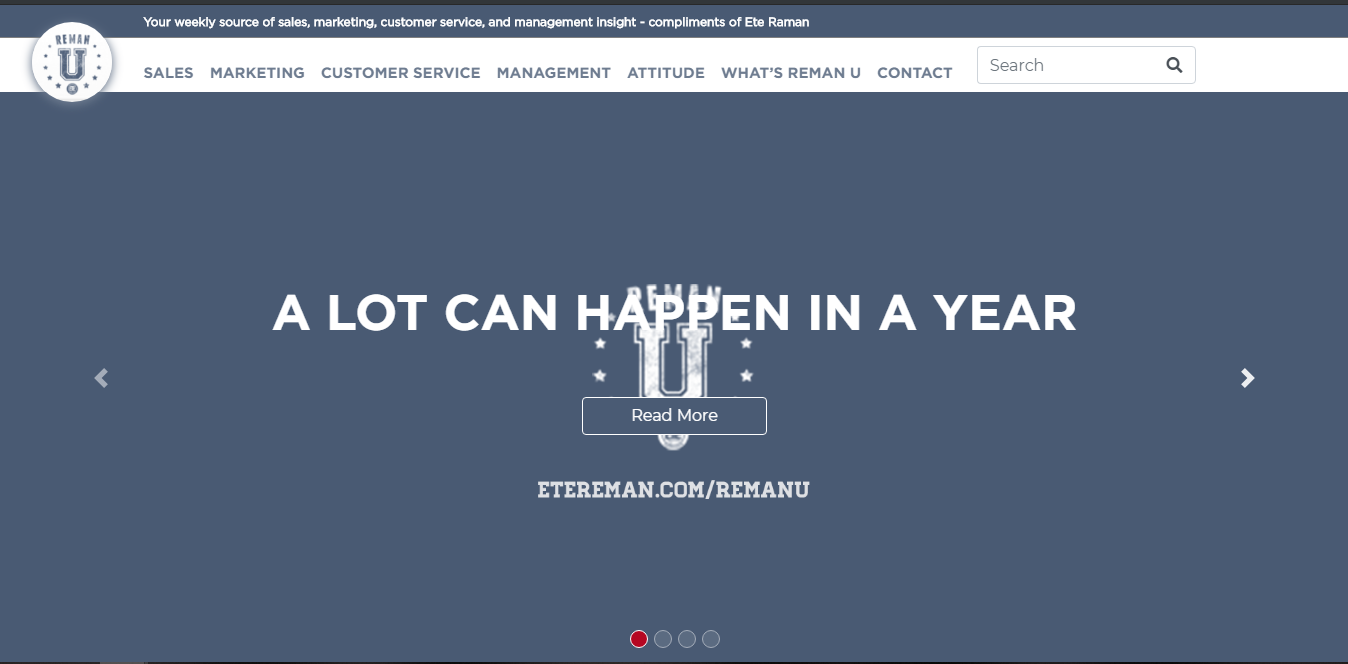 Your weekly source of sales, marketing, customer service, and management insight - compliments of Ete Raman
REMAN
U
SALES MARKETING CUSTOMER SERVICE MANAGEMENT ATTITUDE WHAT'S REMAN U CONTACT
Search
REMAN
A LOT CAN HAPPEN IN A YEAR
U
Read More
ETEREMAN.COM/REMANU